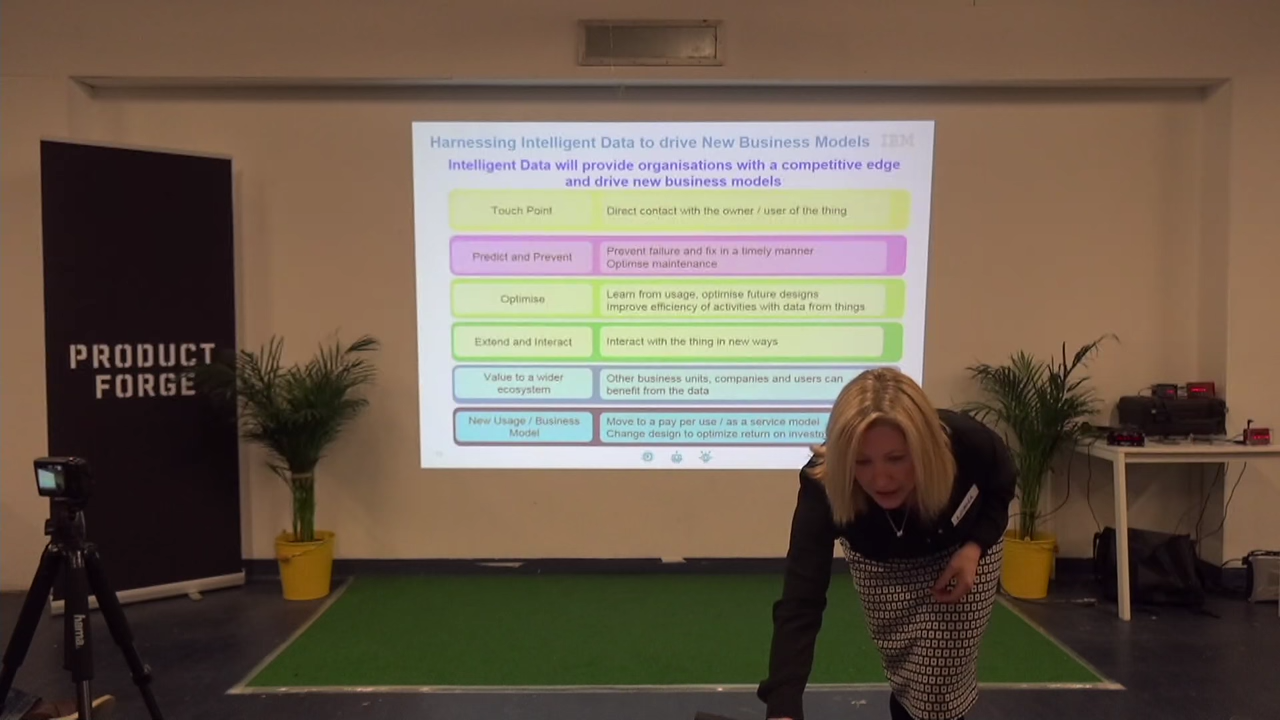 Harnessing Intelligent Data to drive New Business Models
IBM
Intelligent Data will provide organisations with a competitive edge
and drive new business models
Touch Point
Direct contact with the owner / user of the thing
Predict and Prevent
Prevent failure and fix in a timely manner
Optimse maintenance
Optimise
Learn from usage, optimise future designs
Improve efficiency of activities with data from things
Extend and Interact
Interact with the thing in new ways
Value to a wider
ecosystem
Other business units, companies and users can
benefit from the data
New Usage / Business
Model
Move to a pay per use / as a service model
Change design to optimize return on
PRODUCT
FORGE
hama